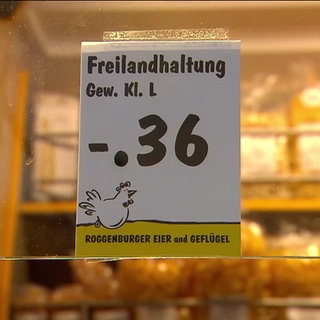 Freilandhaltung
Gew. Kl. L
-.36
ROGGENBURGER EIER und GEFLÜGEL